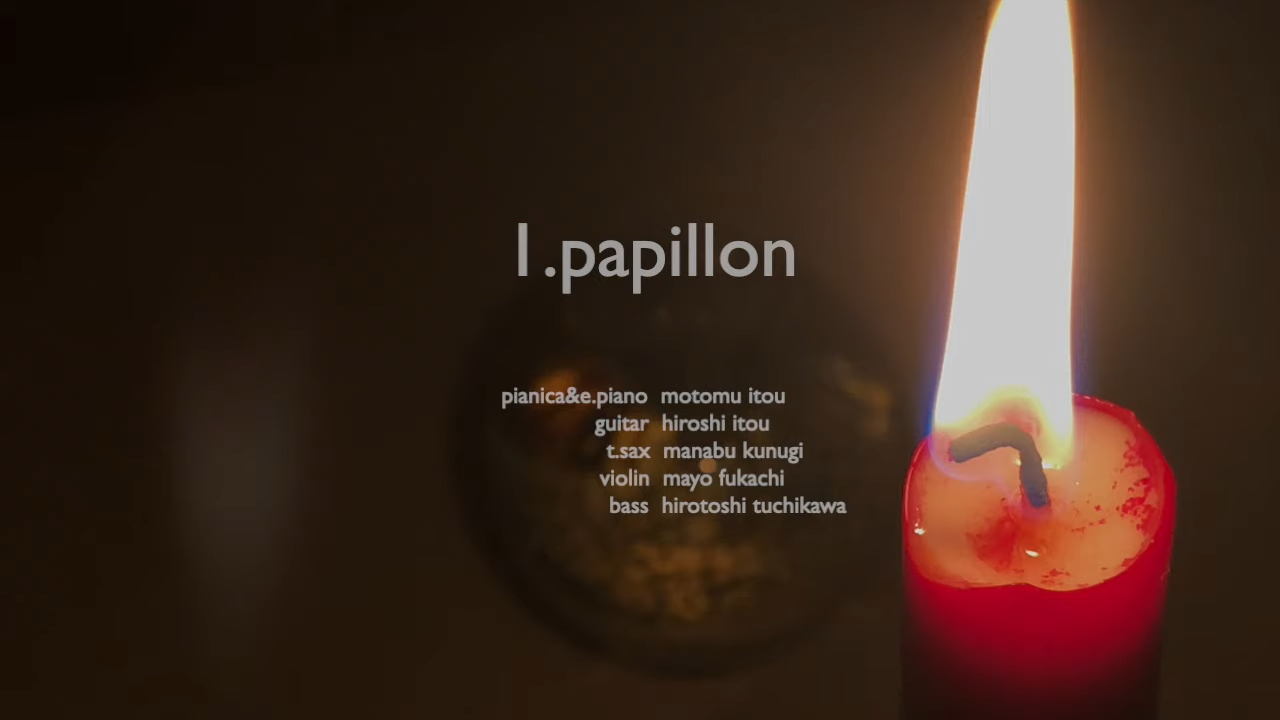 1.papillon
pianica&e.piano motomu itou
guitar hiroshi itou
t.sax manabu kunugi
violin mayo fukachi
bass hirotoshi tuchikawa